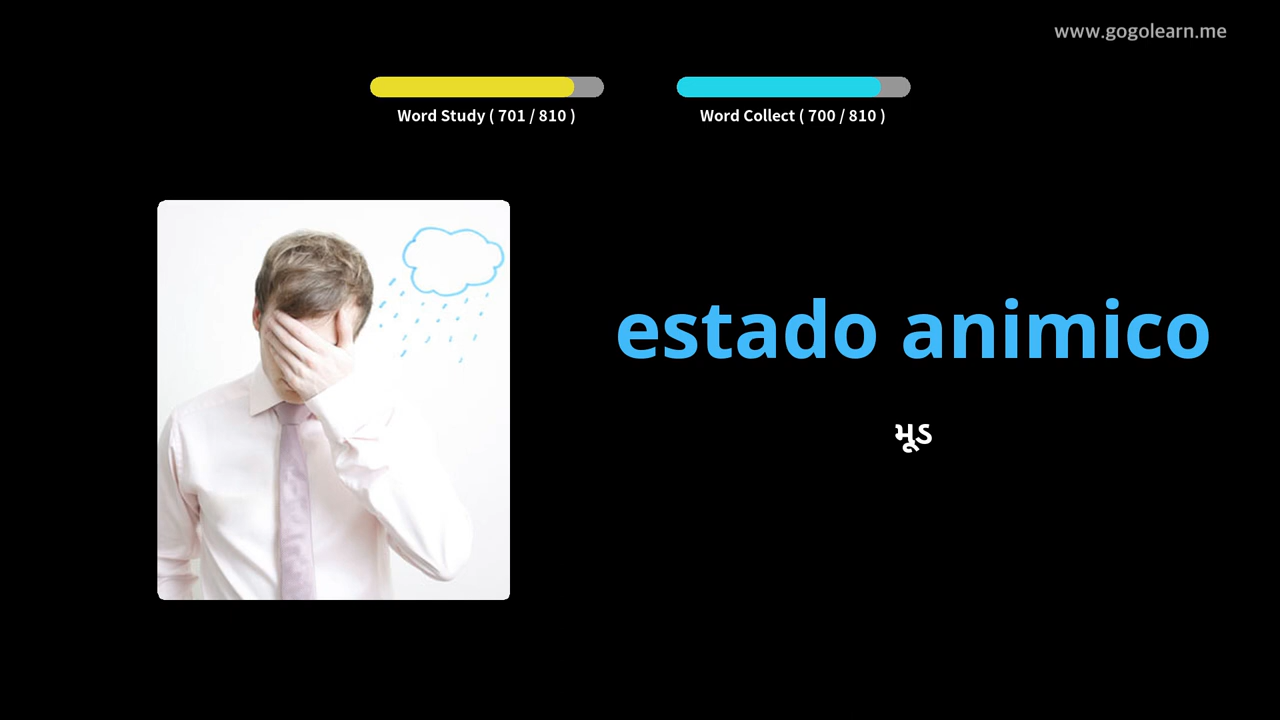 www.gogolearn.me
Word Study ( 701 / 810 )
Word Collect ( 700 / 810 )
estado animico
મૂડ